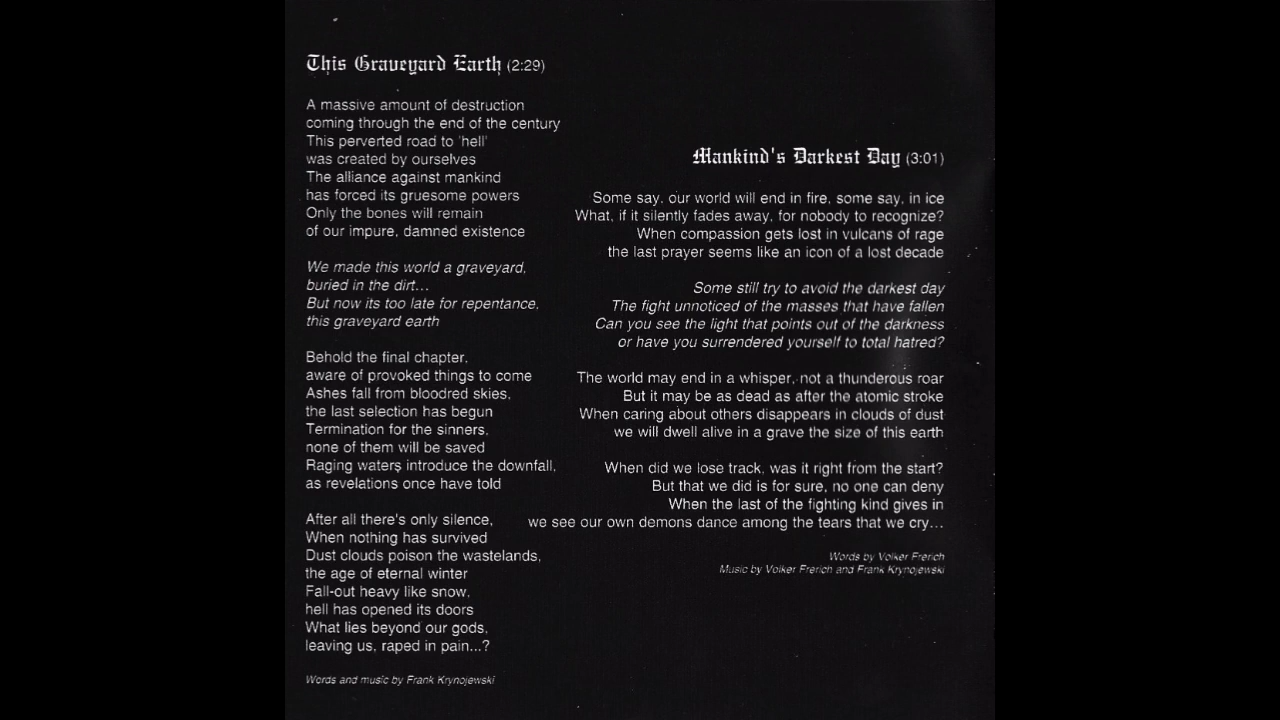 This Graveyard Earth (2:29)
A massive amount of destruction
coming through the end of the century
This perverted road to 'hell'
was created by ourselves
The alliance against mankind
has forced its gruesome powers
Only the bones will remain
of our impure, damned existence
We made this world a graveyard,
buried in the dirt...
But now its too late for repentance,
this graveyard earth
Behold the final chapter,
aware of provoked things to come
Ashes fall from bloodred skies,
the last selection has begun
Termination for the sinners,
none of them will be saved
Raging waters introduce the downfall,
as revelations once have told
After all there's only silence,
When nothing has survived
Dust clouds poison the wastelands,
the age of eternal winter
Fall-out heavy like snow,
hell has opened its doors
What lies beyond our gods,
leaving us, raped in pain...?
Words and music by Frank Krynojewski
Mankind's Darkest Day (3:01)
Some say, our world will end in fire, some say, in ice
What, if it silently fades away, for nobody to recognize?
When compassion gets lost in vulcans of rage
the last prayer seems like an icon of a lost decade
Some still try to avoid the darkest day
The fight unnoticed of the masses that have fallen
Can you see the light that points out of the darkness
or have you surrendered yourself to total hatred?
The world may end in a whisper, not a thunderous roar
But it may be as dead as after the atomic stroke
When caring about others disappears in clouds of dust
we will dwell alive in a grave the size of this earth
When did we lose track, was it right from the start?
But that we did is for sure, no one can deny
When the last of the fighting kind gives in
we see our own demons dance among the tears that we cry...
Words by Volker Frerich
Music by Volker Frerich and Frank Krynojewski